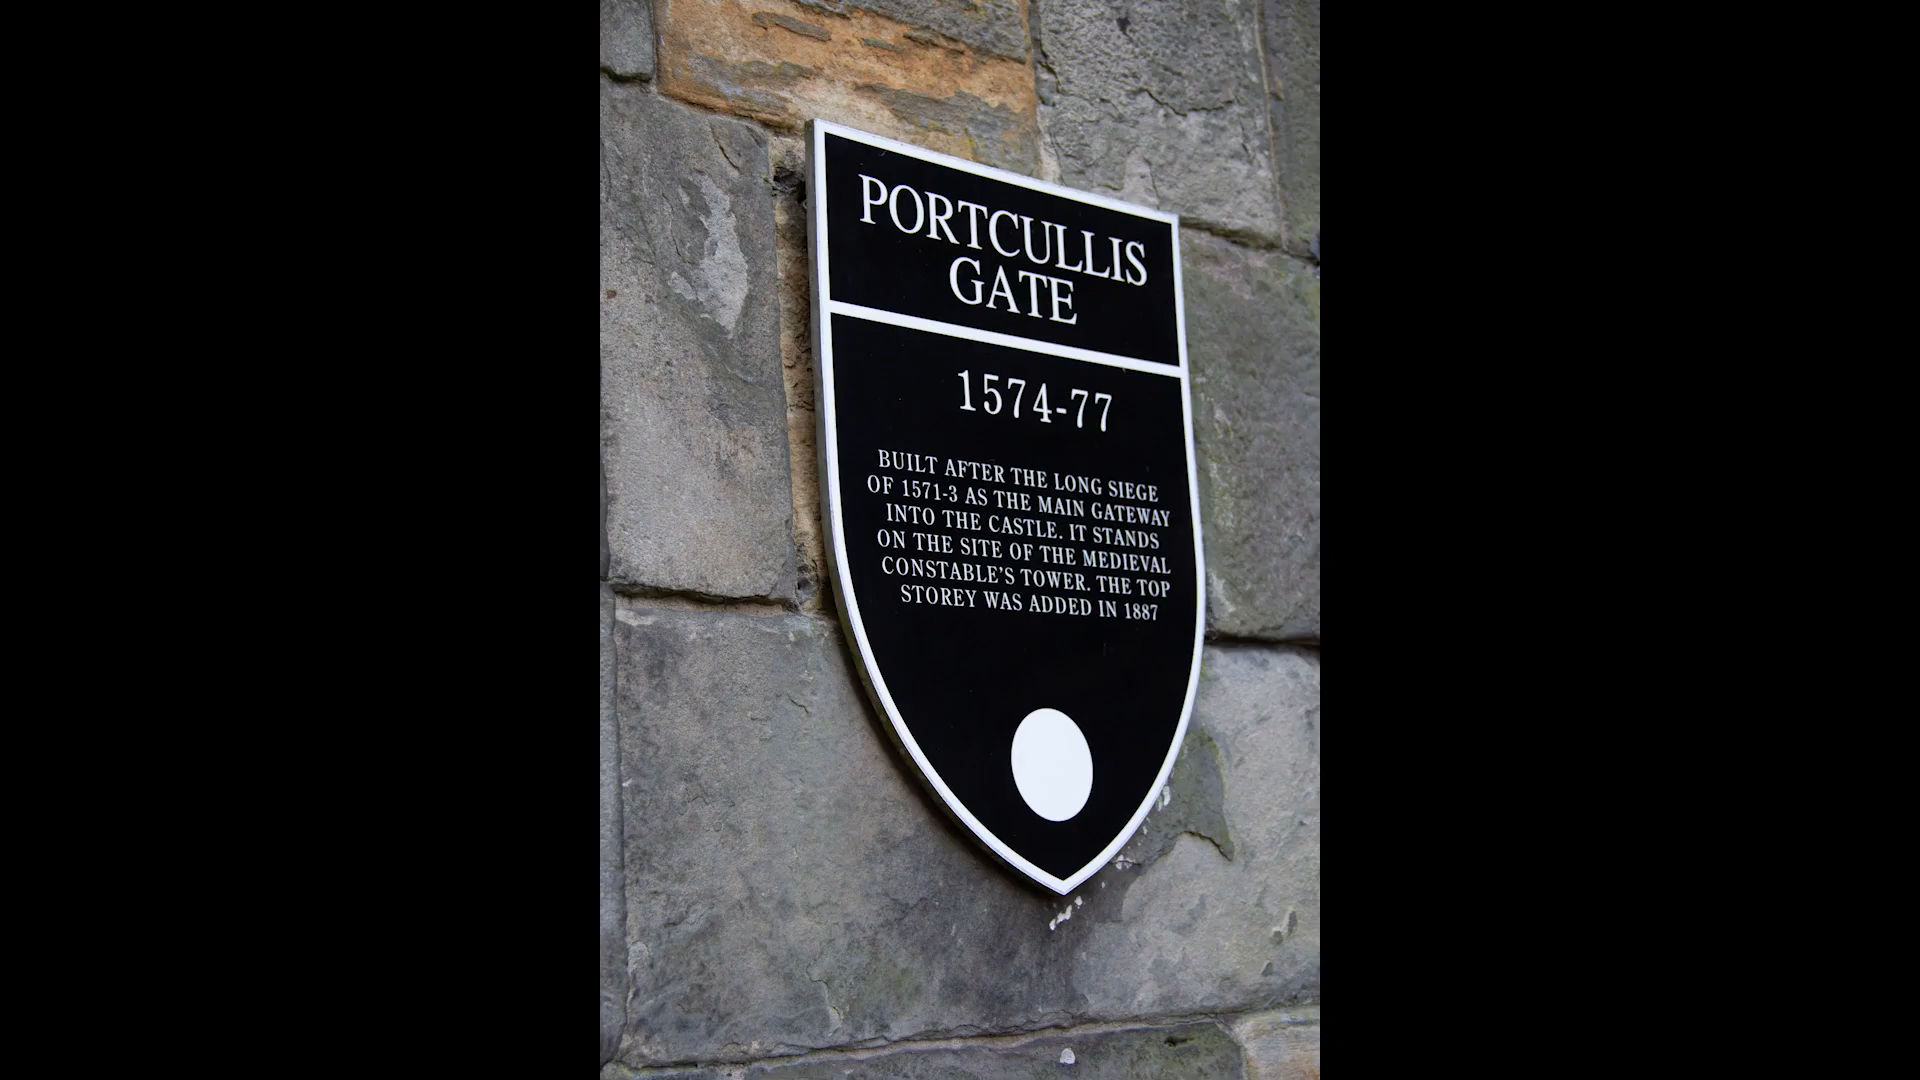 PORTCULLIS
GATE
1574-77
BUILT AFTER THE LONG SIEGE
OF 1571-3 AS THE MAIN GATEWAY
INTO THE CASTLE. IT STANDS
ON THE SITE OF THE MEDIEVAL
CONSTABLE'S TOWER. THE TOP
STOREY WAS ADDED IN 1887